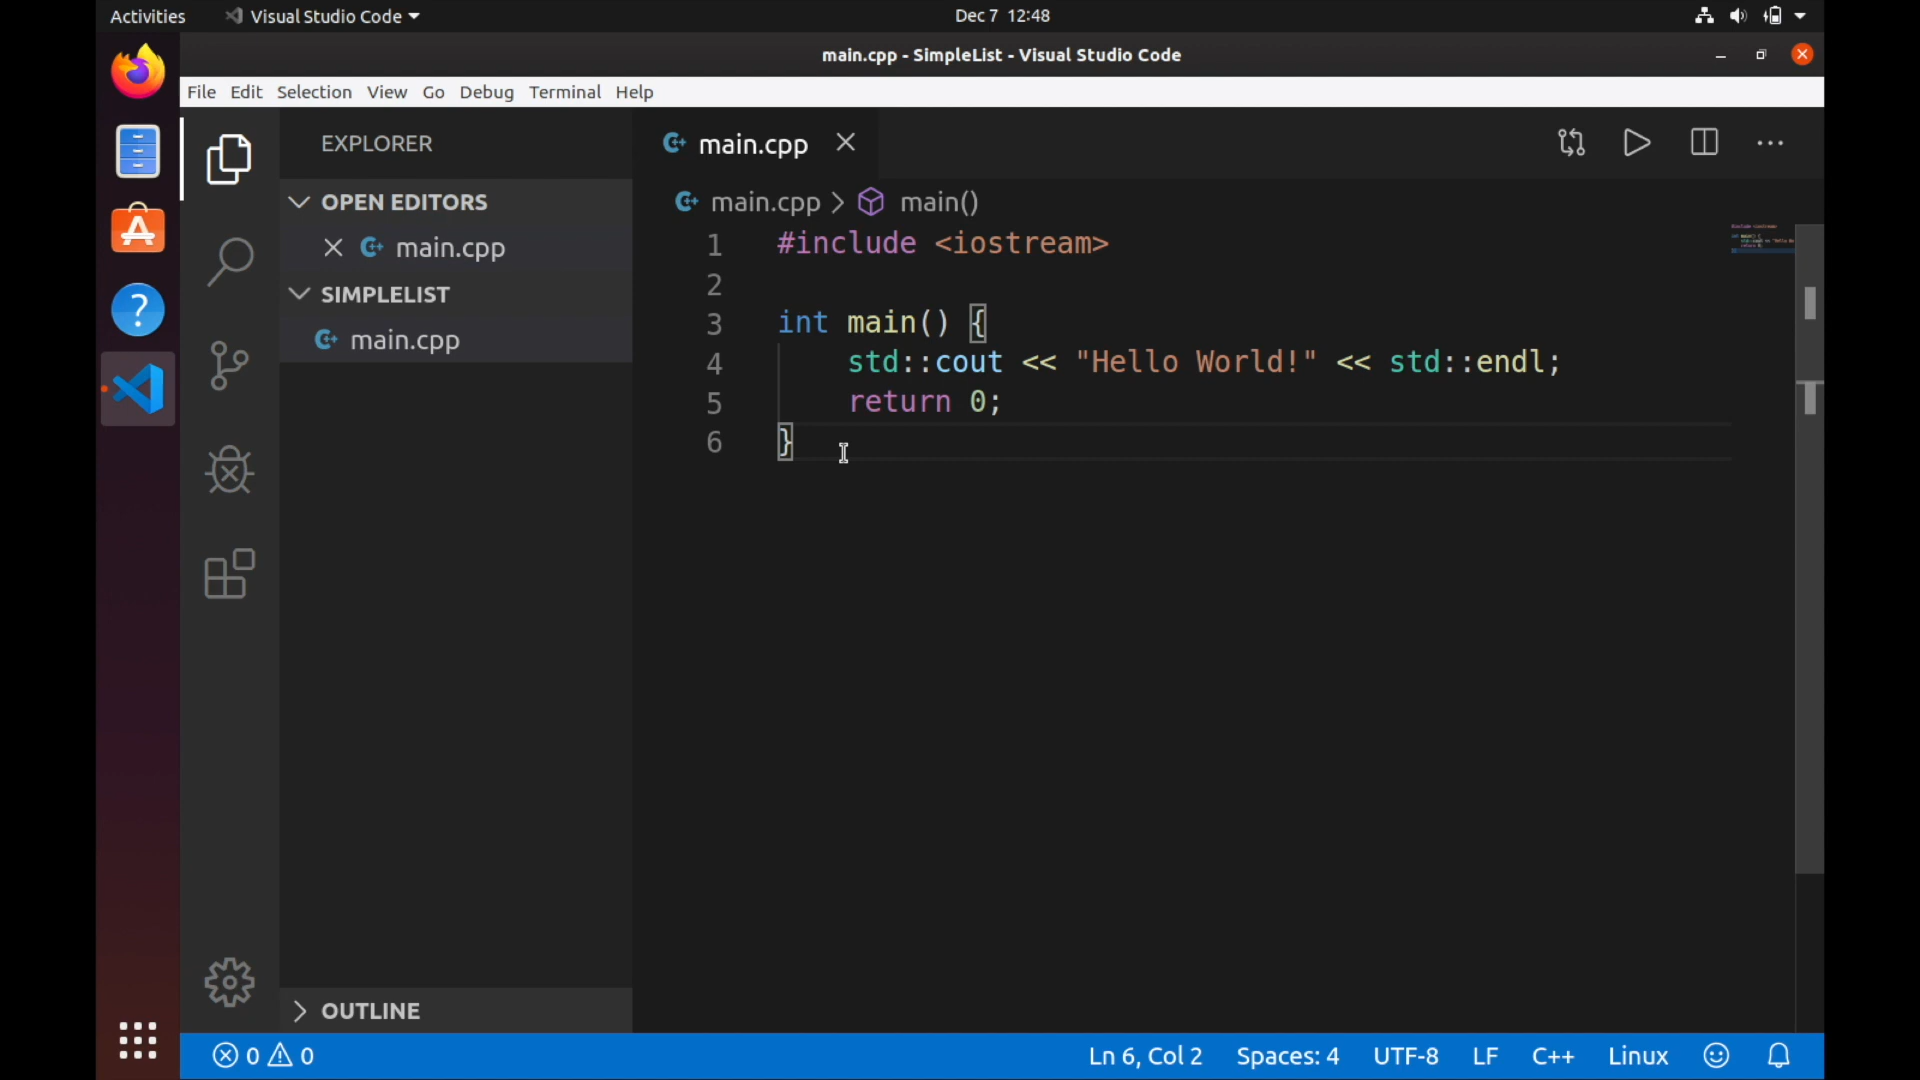 Activities
Visual Studio Code
Dec 7 12:48
main.cpp - SimpleList - Visual Studio Code
File Edit Selection View Go Debug Terminal Help
EXPLORER
OPEN EDITORS
main.cpp
SIMPLELIST
main.cpp
OUTLINE
main.cpp
main.cpp > main()
1 #include <iostream>
2
3 int main() {
4     std::cout << "Hello World!" << std::endl;
5     return 0;
6 }
0 0
Ln 6, Col 2
Spaces: 4
UTF-8
LF
C++
Linux